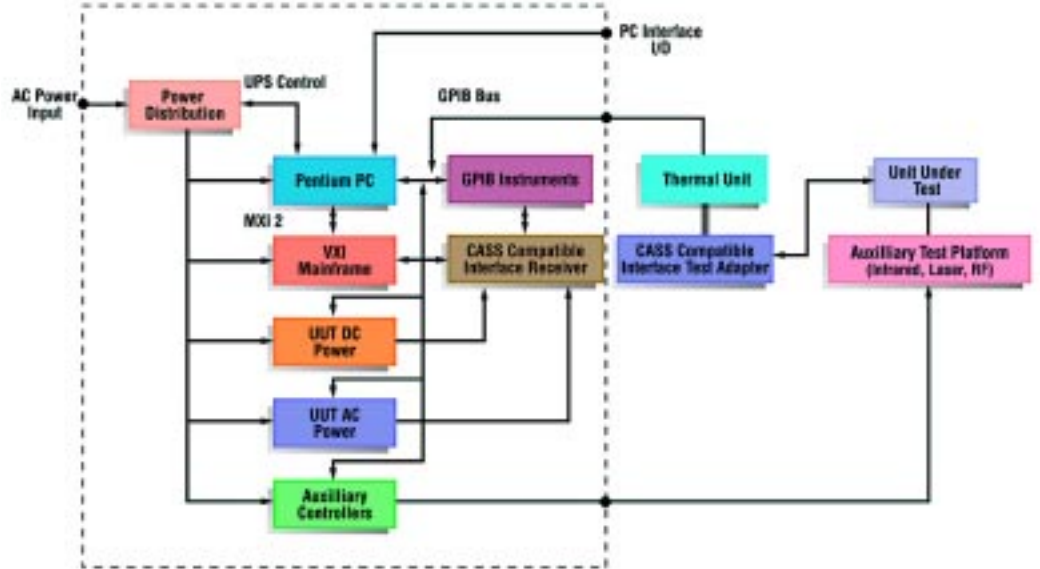 PC Interface
I/O
UPS Control
GPIB Bus
AC Power
Input
Power
Distribution
Pentium PC
GPIB Instruments
Thermal Unit
Unit Under
Test
MXI 2
VXI
Mainframe
CASS Compatible
Interface Receiver
CASS Compatible
Interface Test Adapter
Auxilliary Test Platform
(Infrared, Laser, RF)
UUT DC
Power
UUT AC
Power
Auxilliary
Controllers